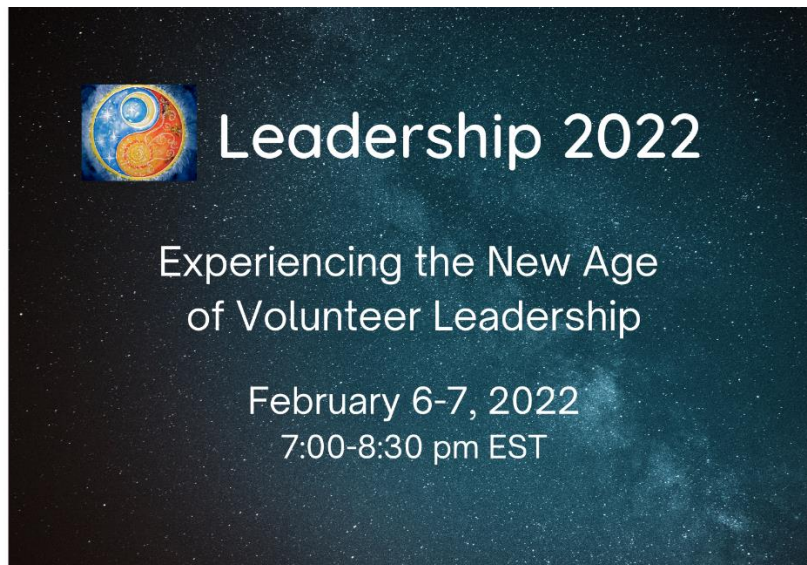 Leadership 2022
Experiencing the New Age
of Volunteer Leadership
February 6-7, 2022
7:00-8:30 pm EST